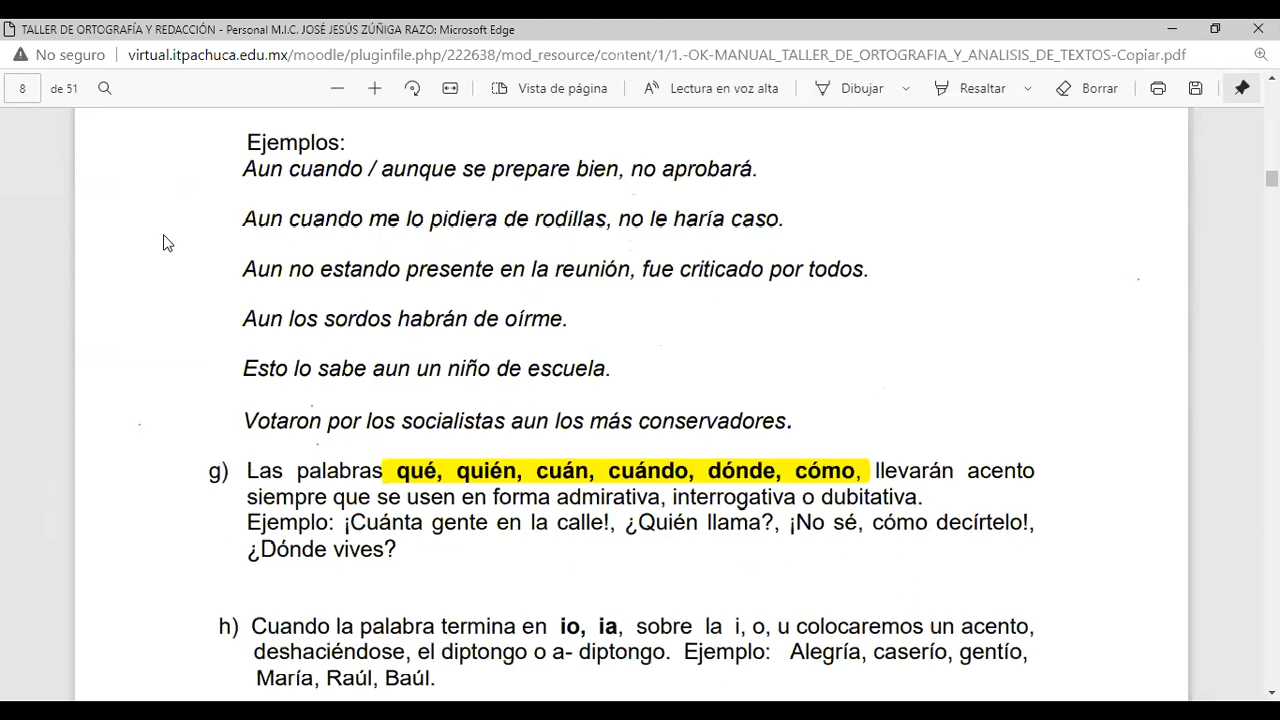 TALLER DE ORTOGRAFÍA Y REDACCIÓN - Personal M.I.C. JOSÉ JESÚS ZÚÑIGA RAZO: Microsoft Edge
No seguro virtual.itpachuca.edu.mx/moodle/pluginfile.php/222638/mod_resource/content/1/1.-OK-MANUAL_TALLER_DE_ORTOGRAFIA_Y_ANALISIS_DE_TEXTOS-Copiar.pdf
8 de 51 Vista de página Lectura en voz alta Dibujar Resaltar Borrar
Ejemplos:
Aun cuando / aunque se prepare bien, no aprobará.
Aun cuando me lo pidiera de rodillas, no le haría caso.
Aun no estando presente en la reunión, fue criticado por todos.
Aun los sordos habrán de oírme.
Esto lo sabe aun un niño de escuela.
Votaron por los socialistas aun los más conservadores.
g) Las palabras qué, quién, cuán, cuándo, dónde, cómo, llevarán acento
siempre que se usen en forma admirativa, interrogativa o dubitativa.
Ejemplo: ¡Cuánta gente en la calle!, ¿Quién llama?, ¡No sé, cómo decírtelo!,
¿Dónde vives?
h) Cuando la palabra termina en io, ia, sobre la i, o, u colocaremos un acento,
deshaciéndose, el diptongo o a- diptongo. Ejemplo: Alegría, caserío, gentío,
María, Raúl, Baúl.